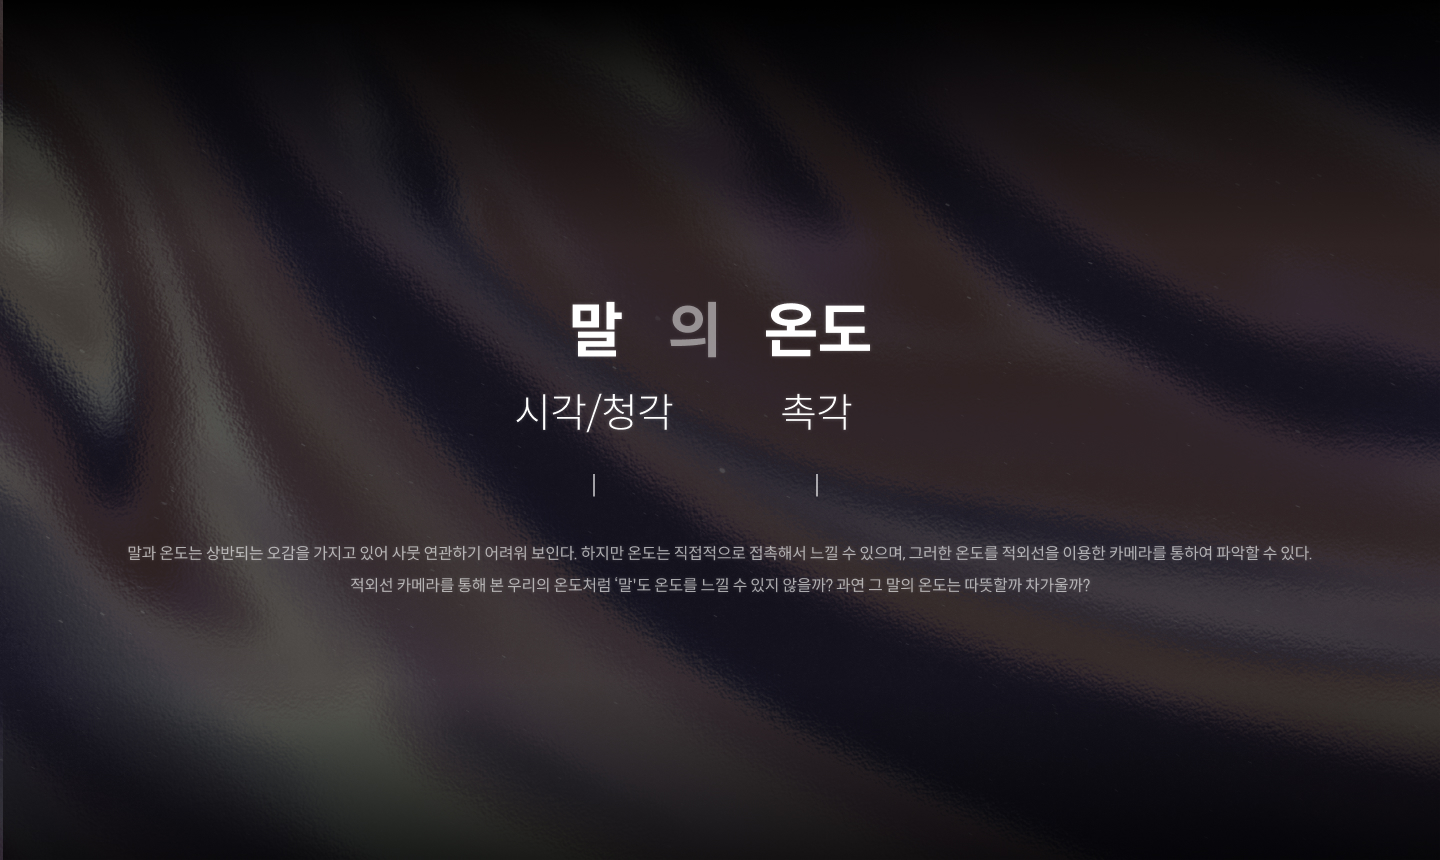 말 의 온도
시각/청각 촉각
말과 온도는 상반되는 오감을 가지고 있어 사뭇 연관하기 어려워 보인다. 하지만 온도는 직접적으로 접촉해서 느낄 수 있으며, 그러한 온도를 적외선을 이용한 카메라를 통하여 파악할 수 있다.
적외선 카메라를 통해 본 우리의 온도처럼 ‘말'도 온도를 느낄 수 있지 않을까? 과연 그 말의 온도는 따뜻할까 차가울까?